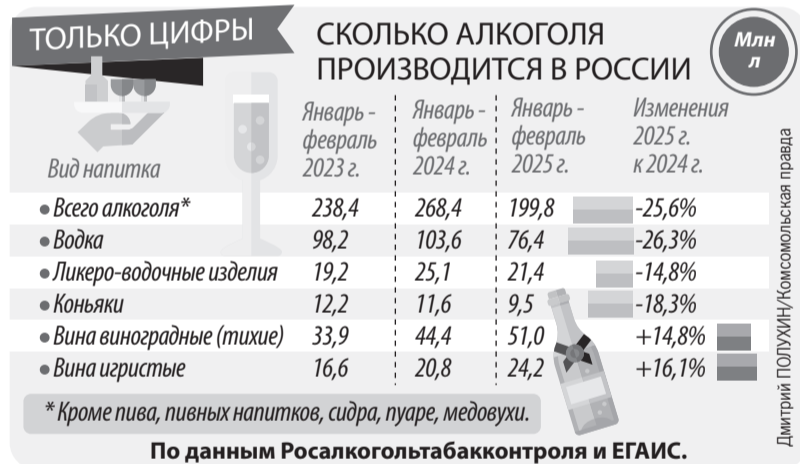 ТОЛЬКО ЦИФРЫ
СКОЛЬКО АЛКОГОЛЯ
ПРОИЗВОДИТСЯ В РОССИИ
Млн
л
Вид напитка
Январь -
февраль
2023 г.
Январь -
февраль
2024 г.
Январь -
февраль
2025 г.
Изменения
2025 г.
к 2024 г.
• Всего алкоголя* 238,4 268,4 199,8 -25,6%
• Водка 98,2 103,6 76,4 -26,3%
• Ликеро-водочные изделия 19,2 25,1 21,4 -14,8%
• Коньяки 12,2 11,6 9,5 -18,3%
• Вина виноградные (тихие) 33,9 44,4 51,0 +14,8%
• Вина игристые 16,6 20,8 24,2 +16,1%
* Кроме пива, пивных напитков, сидра, пуаре, медовухи.
По данным Росалкогольтабакконтроля и ЕГАИС.
Дмитрий ПОЛУХИН/Комсомольская правда